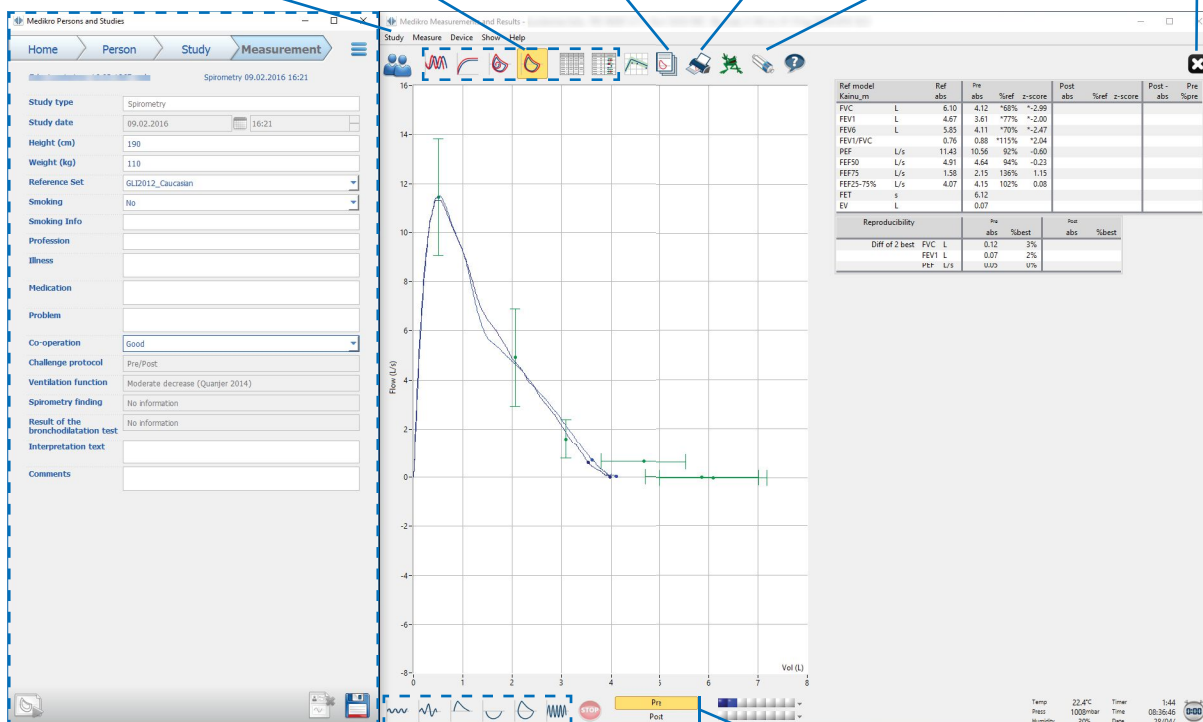 Medikro Persons and Studies
Home Person Study Measurement
Spirometry 09.02.2016 16:21
Study type Spirometry
Study date 09.02.2016 16:21
Height (cm) 190
Weight (kg) 110
Reference Set GLI2012_Caucasian
Smoking No
Smoking Info
Profession
Illness
Medication
Problem
Co-operation Good
Challenge protocol Pre/Post
Ventilation function Moderate decrease (Quanjer 2014)
Spirometry finding No information
Result of the bronchodilatation test No information
Interpretation text
Comments
Medikro Measurements and Results -
Study Measure Device Show Help
Flow (L/s)
16
14
12
10
8
6
4
2
0
-2
-4
-6
-8
Vol (L)
0 1 2 3 4 5 6 7 8
STOP
Pre
Post
Ref model Ref Pre Post Post - Pre
Kainu_m abs abs %ref z-score abs %ref z-score abs %pre
FVC L 6.10 4.12 *68% *-2.99
FEV1 L 4.67 3.61 *77% *-2.00
FEV6 L 5.85 4.11 *70% *-2.47
FEV1/FVC 0.76 0.88 *115% *2.04
PEF L/s 11.43 10.56 92% -0.60
FEF50 L/s 4.91 4.64 94% -0.23
FEF75 L/s 1.58 2.15 136% 1.15
FEF25-75% L/s 4.07 4.15 102% 0.08
FET s 6.12
EV L 0.07
Reproducibility Pre Post
abs %best abs %best
Diff of 2 best FVC L 0.12 3%
FEV1 L 0.07 2%
PEF L/s 0.05 0%
Temp 22.4°C Timer 1:44
Press 1008mbar Time 08:36:46
Humidity 20% Date 28/04/
0:00